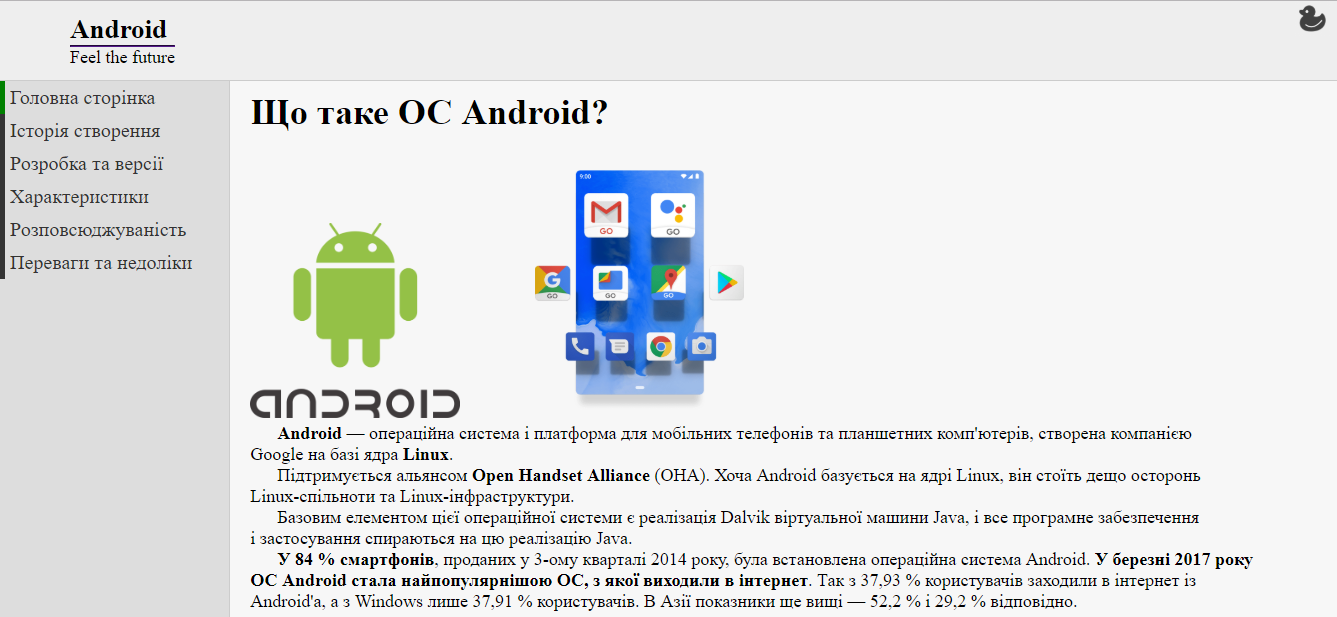 Android
Feel the future
Головна сторінка
Історія створення
Розробка та версії
Характеристики
Розповсюджуваність
Переваги та недоліки
Що таке ОС Android?
9:00
GO
GO
GO
GO
GO
ANDROID
Android — операційна система і платформа для мобільних телефонів та планшетних комп'ютерів, створена компанією
Google на базі ядра Linux.
Підтримується альянсом Open Handset Alliance (OHA). Хоча Android базується на ядрі Linux, він стоїть дещо осторонь
Linux-спільноти та Linux-інфраструктури.
Базовим елементом цієї операційної системи є реалізація Dalvik віртуальної машини Java, і все програмне забезпечення
і застосування спираються на цю реалізацію Java.
У 84 % смартфонів, проданих у 3-ому кварталі 2014 року, була встановлена операційна система Android. У березні 2017 року
ОС Android стала найпопулярнішою ОС, з якої виходили в інтернет. Так з 37,93 % користувачів заходили в інтернет із
Android'а, а з Windows лише 37,91 % користувачів. В Азії показники ще вищі — 52,2 % і 29,2 % відповідно.